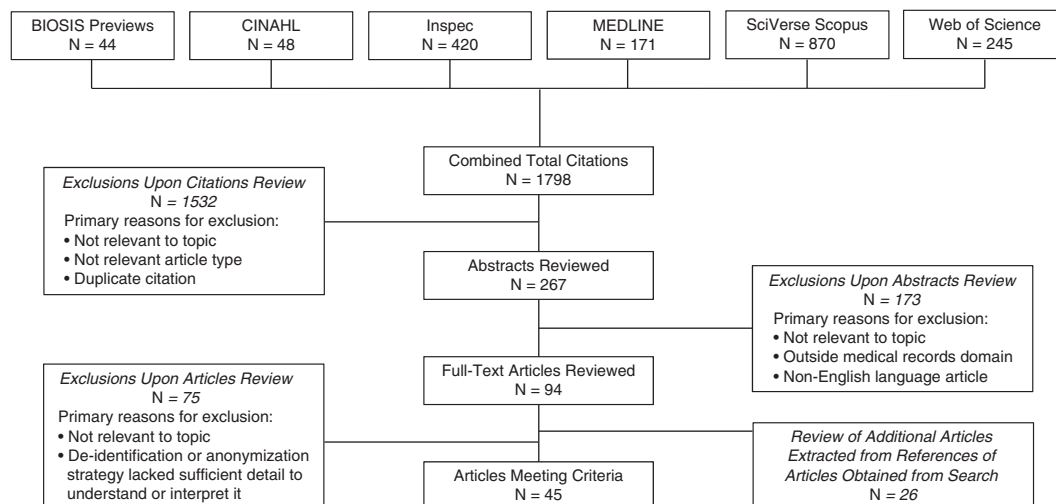 BIOSIS Previews
N = 44
CINAHL
N = 48
Inspec
N = 420
MEDLINE
N = 171
SciVerse Scopus
N = 870
Web of Science
N = 245
Combined Total Citations
N = 1798
Exclusions Upon Citations Review
N = 1532
Primary reasons for exclusion:
• Not relevant to topic
• Not relevant article type
• Duplicate citation
Abstracts Reviewed
N = 267
Exclusions Upon Abstracts Review
N = 173
Primary reasons for exclusion:
• Not relevant to topic
• Outside medical records domain
• Non-English language article
Full-Text Articles Reviewed
N = 94
Exclusions Upon Articles Review
N = 75
Primary reasons for exclusion:
• Not relevant to topic
• De-identification or anonymization
strategy lacked sufficient detail to
understand or interpret it
Review of Additional Articles
Extracted from References of
Articles Obtained from Search
N = 26
Articles Meeting Criteria
N = 45